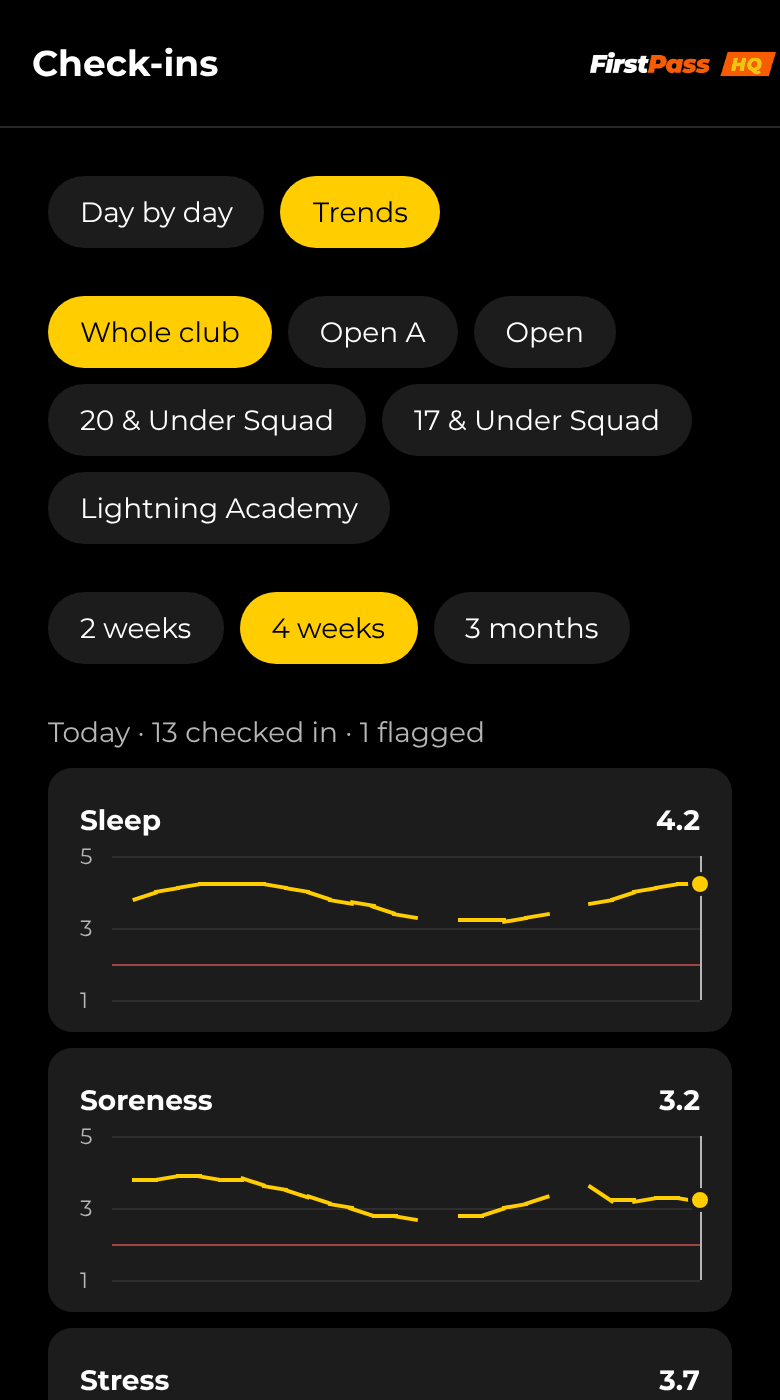 Check-ins FirstPass HQ
Day by day Trends
Whole club Open A Open
20 & Under Squad 17 & Under Squad
Lightning Academy
2 weeks 4 weeks 3 months
Today · 13 checked in · 1 flagged
Sleep 4.2
5
3
1
Soreness 3.2
5
3
1
Stress 3.7